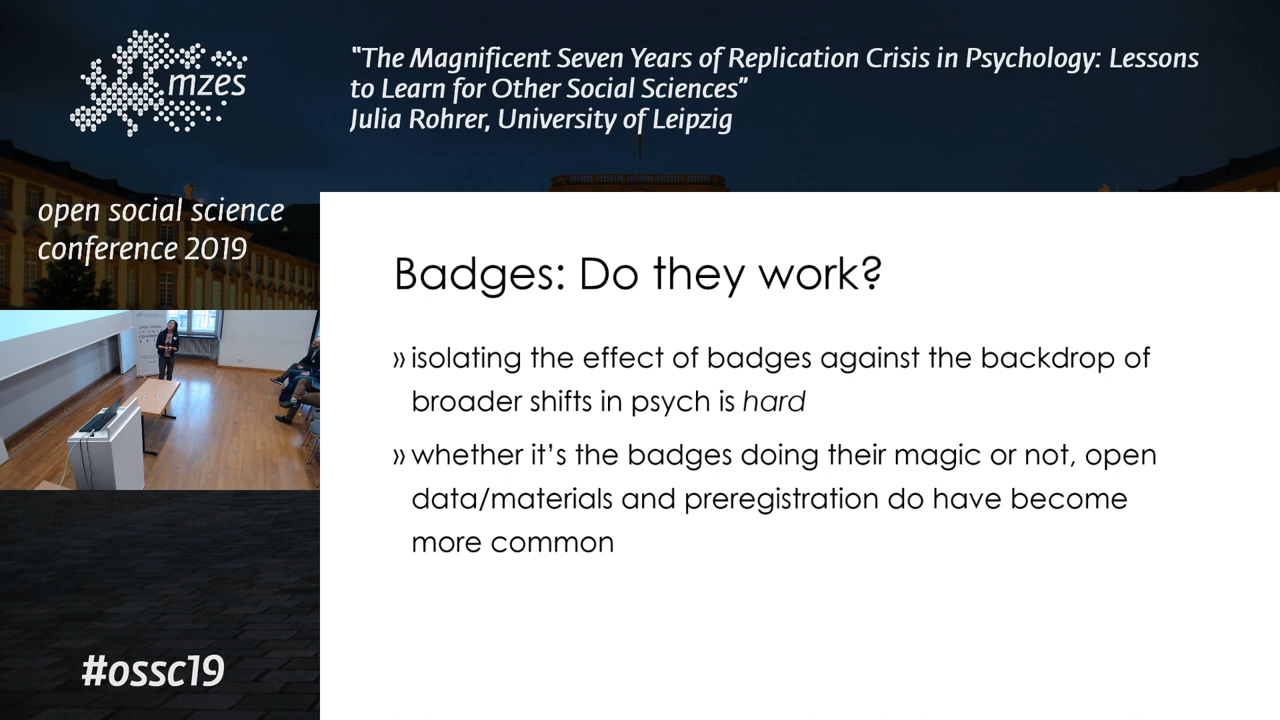 mzes
"The Magnificent Seven Years of Replication Crisis in Psychology: Lessons
to Learn for Other Social Sciences"
Julia Rohrer, University of Leipzig
open social science
conference 2019
Badges: Do they work?
» isolating the effect of badges against the backdrop of
broader shifts in psych is hard
» whether it's the badges doing their magic or not, open
data/materials and preregistration do have become
more common
#ossc19